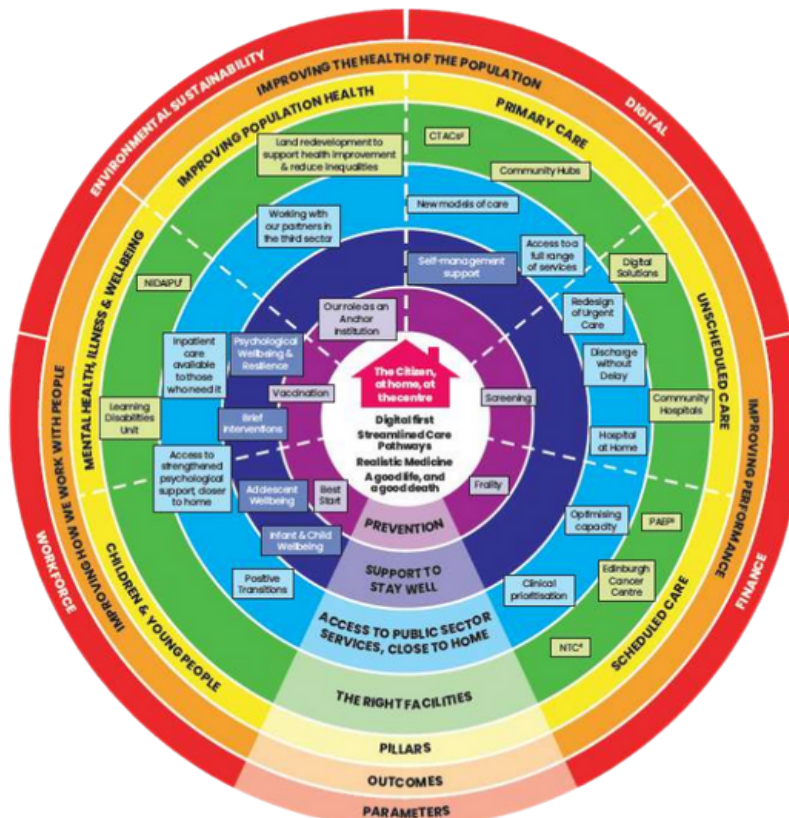 ENVIRONMENTAL SUSTAINABILITY
DIGITAL
WORKFORCE
FINANCE
IMPROVING THE HEALTH OF THE POPULATION
IMPROVING HOW WE WORK WITH PEOPLE
IMPROVING PERFORMANCE
IMPROVING POPULATION HEALTH
PRIMARY CARE
MENTAL HEALTH, ILLNESS & WELLBEING
UNSCHEDULED CARE
CHILDREN & YOUNG PEOPLE
SCHEDULED CARE
Land redevelopment to
support health improvement
& reduce inequalities
CTACs²
Community Hubs
Working with
our partners in
the third sector
New models of care
Access to a
full range
of services
Self-management
support
Digital
Solutions
NIDAIPU¹
Our role as an
Anchor
Institution
Redesign
of Urgent
Care
Inpatient
care
available
to those
who need it
Psychological
Wellbeing &
Resilience
Discharge
without
Delay
The Citizen,
at home, at
the centre
Vaccination
Screening
Community
Hospitals
Learning
Disabilities
Unit
Brief
interventions
Digital first
Streamlined Care
Pathways
Realistic Medicine
A good life, and
a good death
Hospital
at Home
Access to
strengthened
psychological
support, closer
to home
Adolescent
Wellbeing
Best
Start
Frailty
Optimising
capacity
PAEP³
Infant & Child
Wellbeing
Positive
Transitions
Clinical
prioritisation
Edinburgh
Cancer
Centre
NTC⁴
PREVENTION
SUPPORT TO
STAY WELL
ACCESS TO PUBLIC SECTOR
SERVICES, CLOSE TO HOME
THE RIGHT FACILITIES
PILLARS
OUTCOMES
PARAMETERS